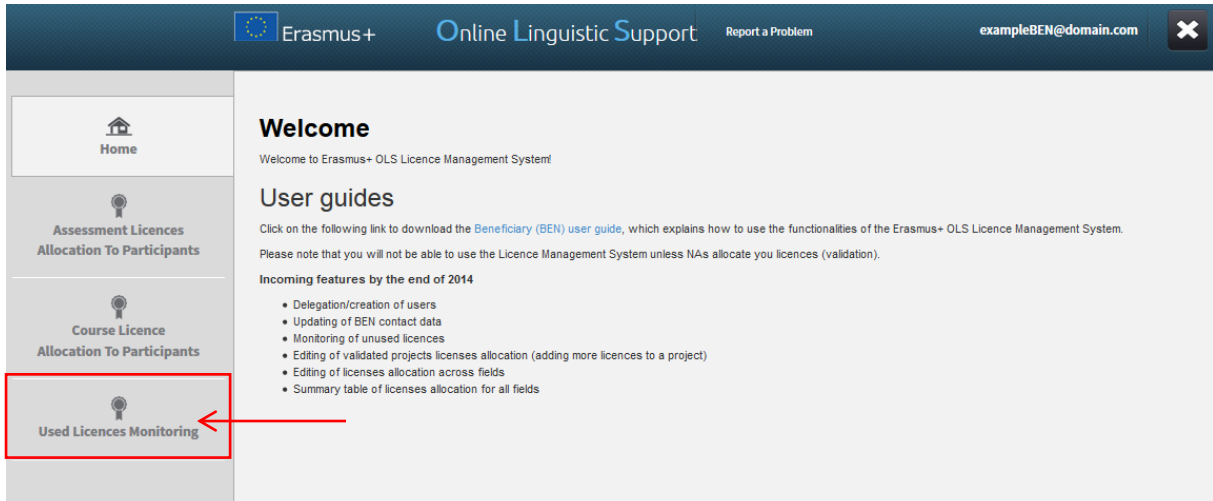 Erasmus+
Online Linguistic Support
Report a Problem
exampleBEN@domain.com
Home
Assessment Licences
Allocation To Participants
Course Licence
Allocation To Participants
Used Licences Monitoring
Welcome
Welcome to Erasmus+ OLS Licence Management System!
User guides
Click on the following link to download the Beneficiary (BEN) user guide, which explains how to use the functionalities of the Erasmus+ OLS Licence Management System.
Please note that you will not be able to use the Licence Management System unless NAs allocate you licences (validation).
Incoming features by the end of 2014
• Delegation/creation of users
• Updating of BEN contact data
• Monitoring of unused licences
• Editing of validated projects licenses allocation (adding more licences to a project)
• Editing of licenses allocation across fields
• Summary table of licenses allocation for all fields